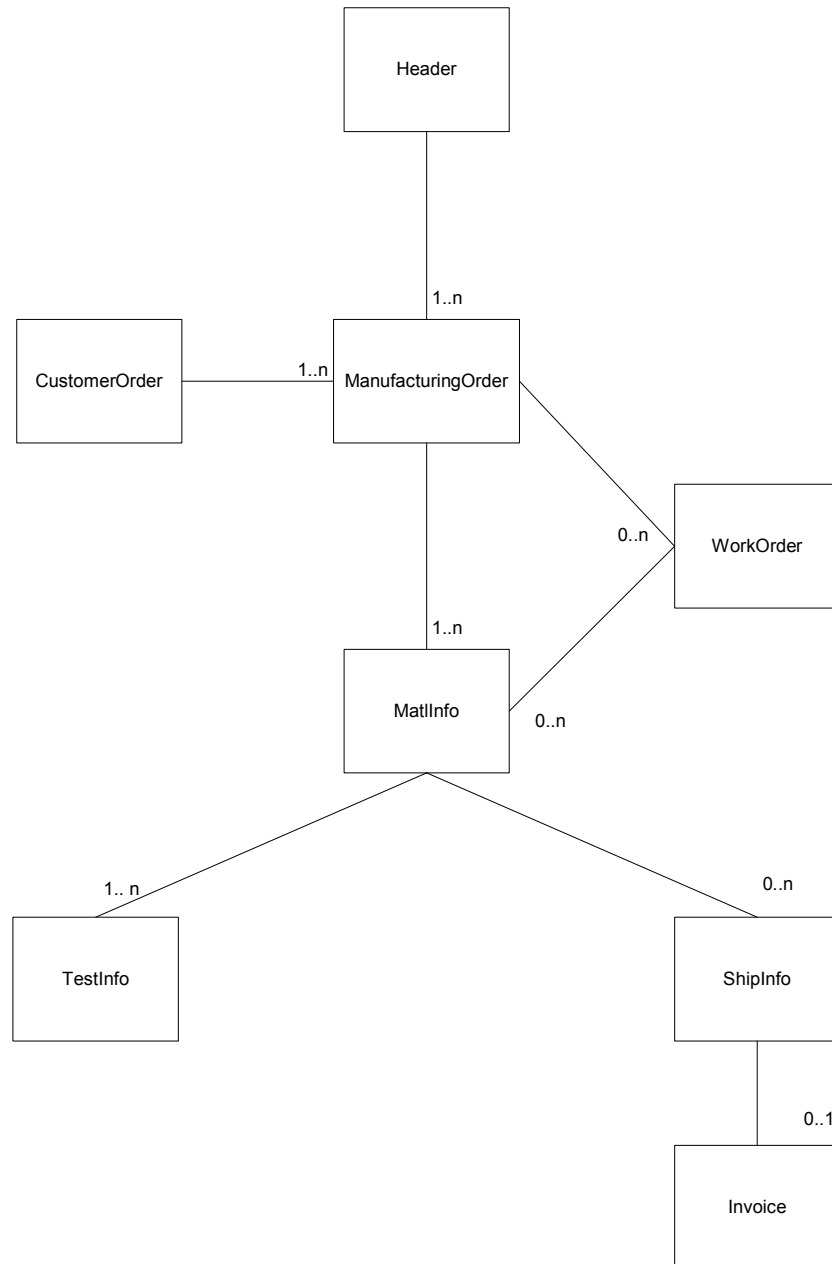 Header
1..n
CustomerOrder
1..n
ManufacturingOrder
0..n
WorkOrder
1..n
MatlInfo
0..n
1.. n
0..n
TestInfo
ShipInfo
0..1
Invoice